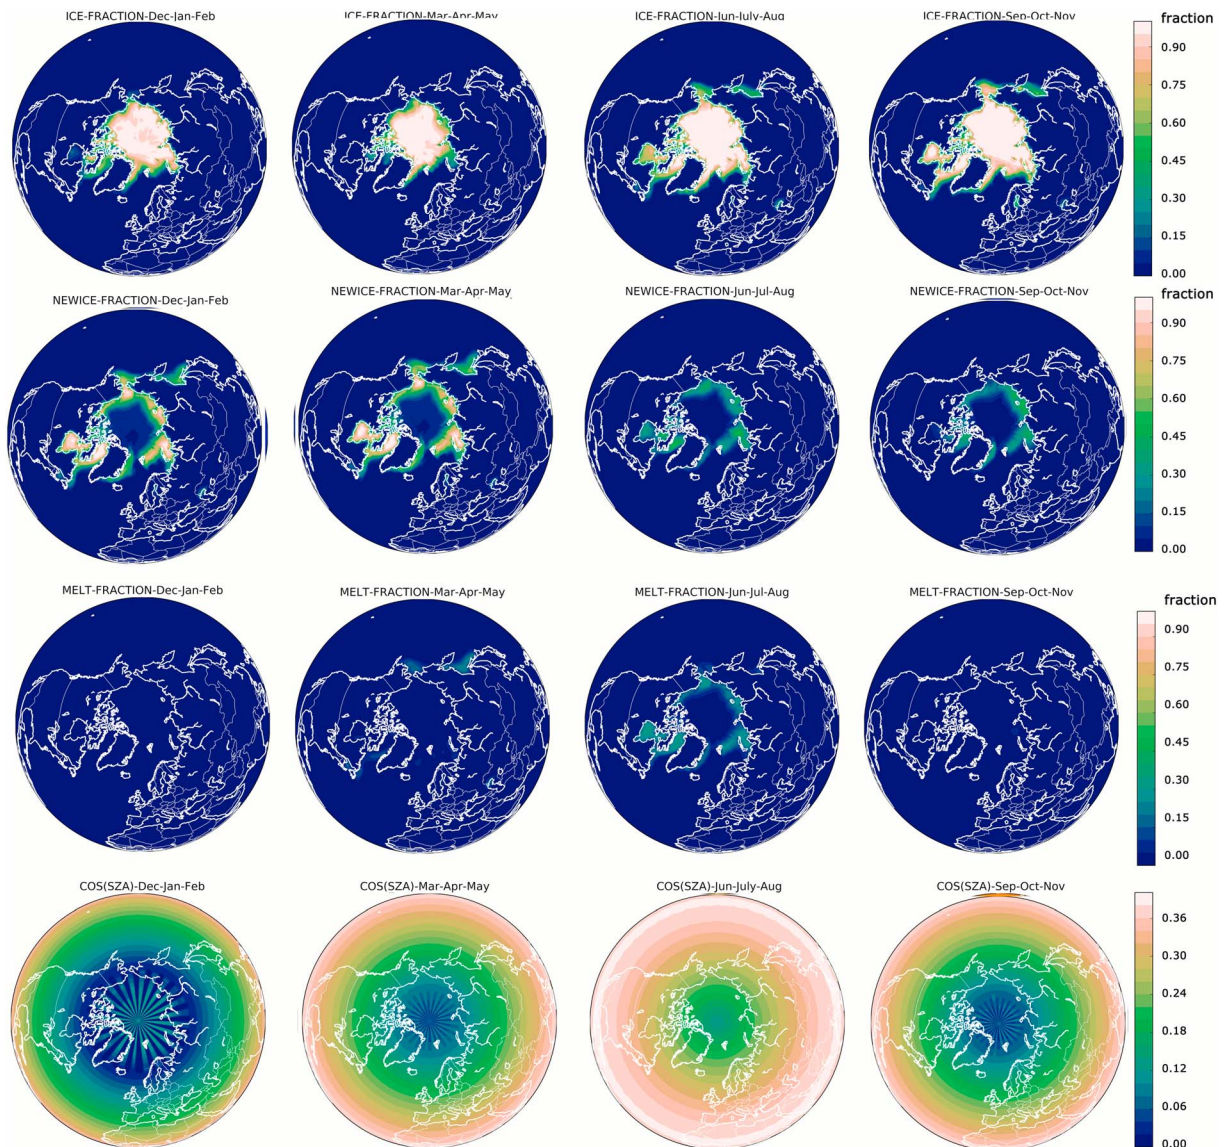 ICE-FRACTION-Dec-Jan-Feb
ICE-FRACTION-Mar-Apr-May
ICE-FRACTION-Jun-July-Aug
ICE-FRACTION-Sep-Oct-Nov
fraction
0.90
0.75
0.60
0.45
0.30
0.15
0.00
NEWICE-FRACTION-Dec-Jan-Feb
NEWICE-FRACTION-Mar-Apr-May
NEWICE-FRACTION-Jun-Jul-Aug
NEWICE-FRACTION-Sep-Oct-Nov
fraction
0.90
0.75
0.60
0.45
0.30
0.15
0.00
MELT-FRACTION-Dec-Jan-Feb
MELT-FRACTION-Mar-Apr-May
MELT-FRACTION-Jun-Jul-Aug
MELT-FRACTION-Sep-Oct-Nov
fraction
0.90
0.75
0.60
0.45
0.30
0.15
0.00
COS(SZA)-Dec-Jan-Feb
COS(SZA)-Mar-Apr-May
COS(SZA)-Jun-July-Aug
COS(SZA)-Sep-Oct-Nov
0.36
0.30
0.24
0.18
0.12
0.06
0.00